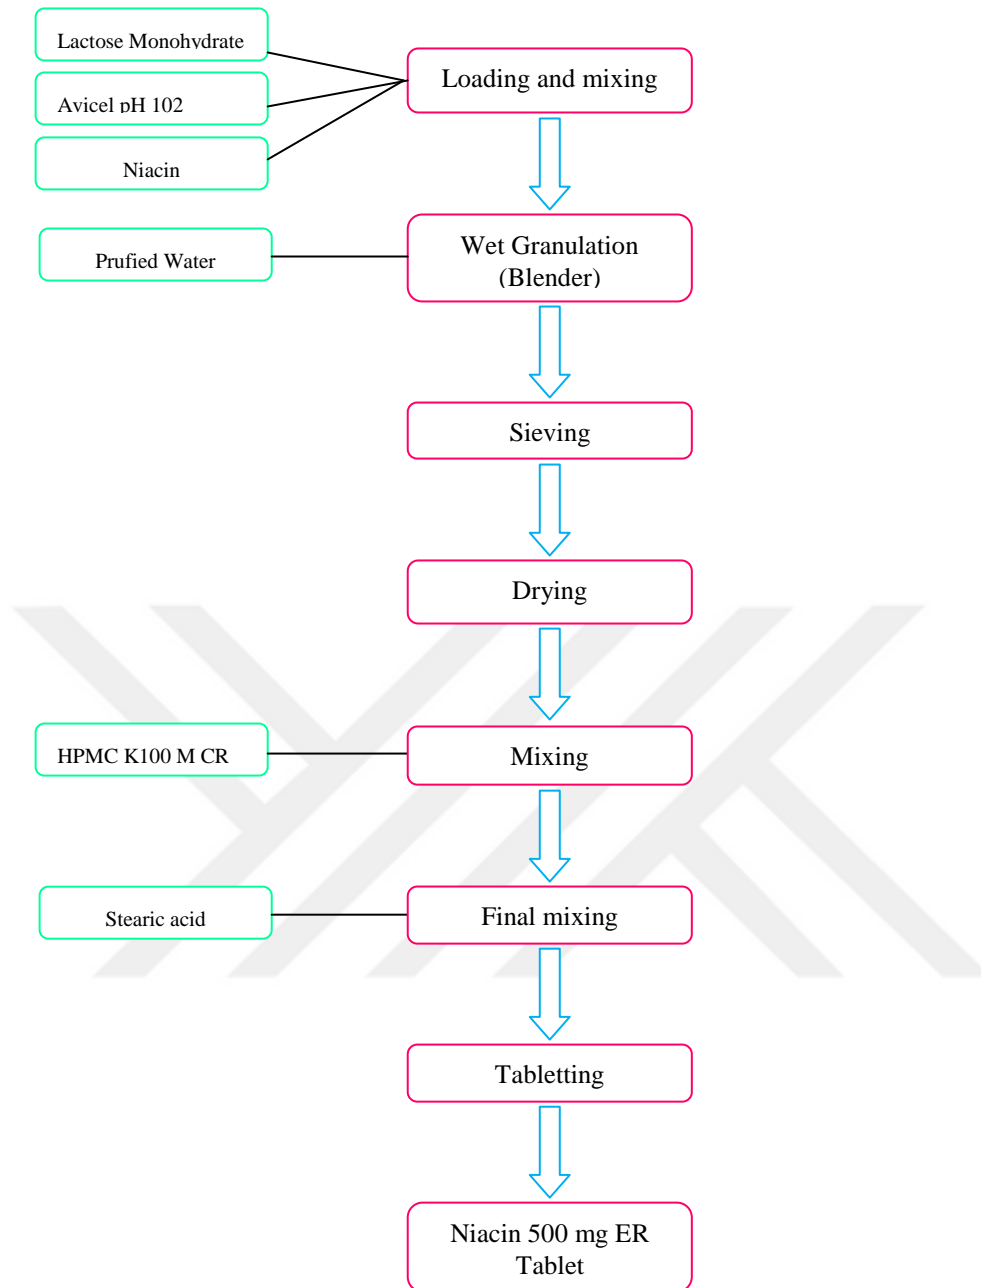 Lactose Monohydrate
Loading and mixing
Avicel pH 102
Niacin
Wet Granulation
(Blender)
Prufied Water
Sieving
Drying
HPMC K100 M CR
Mixing
Stearic acid
Final mixing
Tabletting
Niacin 500 mg ER
Tablet